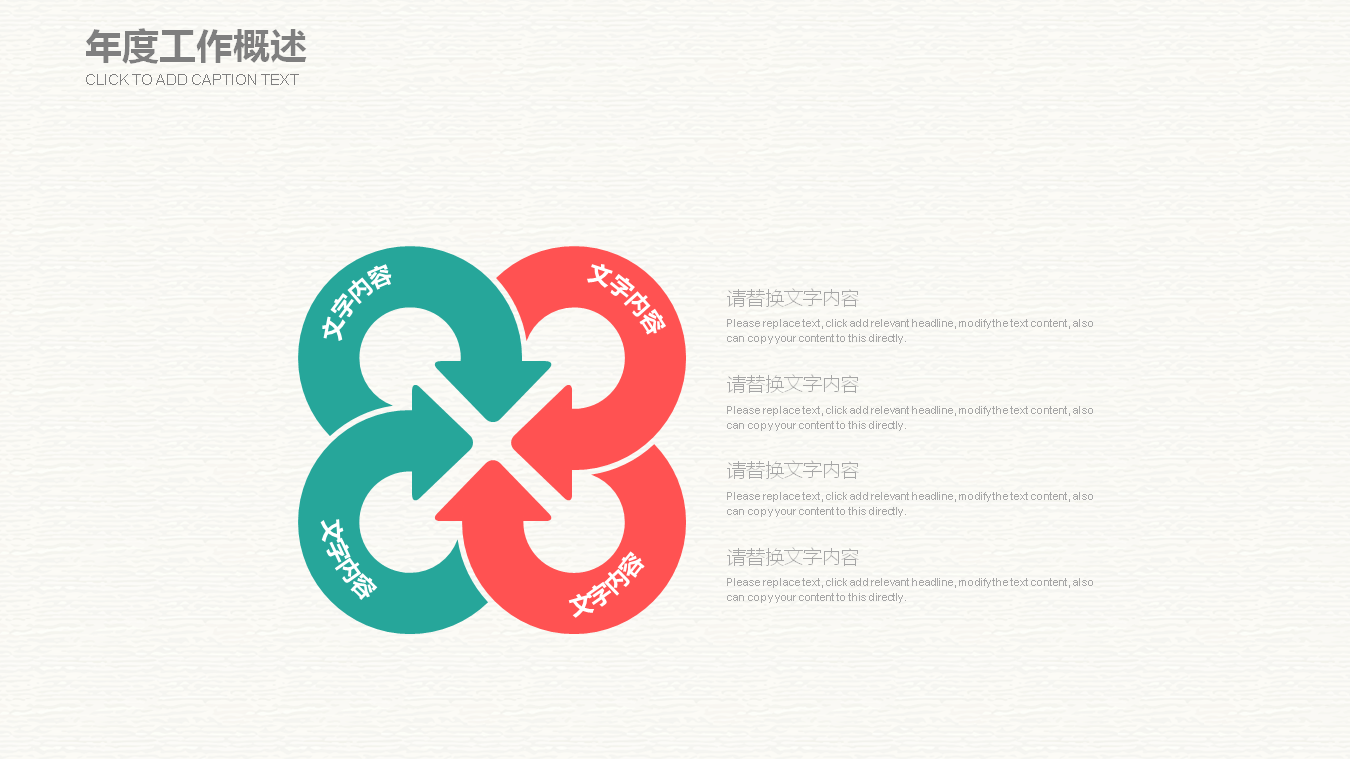 年度工作概述
CLICK TO ADD CAPTION TEXT
文字内容
文字内容
文字内容
文字内容
请替换文字内容
Please replace text, click add relevant headline, modify the text content, also
can copy your content to this directly.
请替换文字内容
Please replace text, click add relevant headline, modify the text content, also
can copy your content to this directly.
请替换文字内容
Please replace text, click add relevant headline, modify the text content, also
can copy your content to this directly.
请替换文字内容
Please replace text, click add relevant headline, modify the text content, also
can copy your content to this directly.